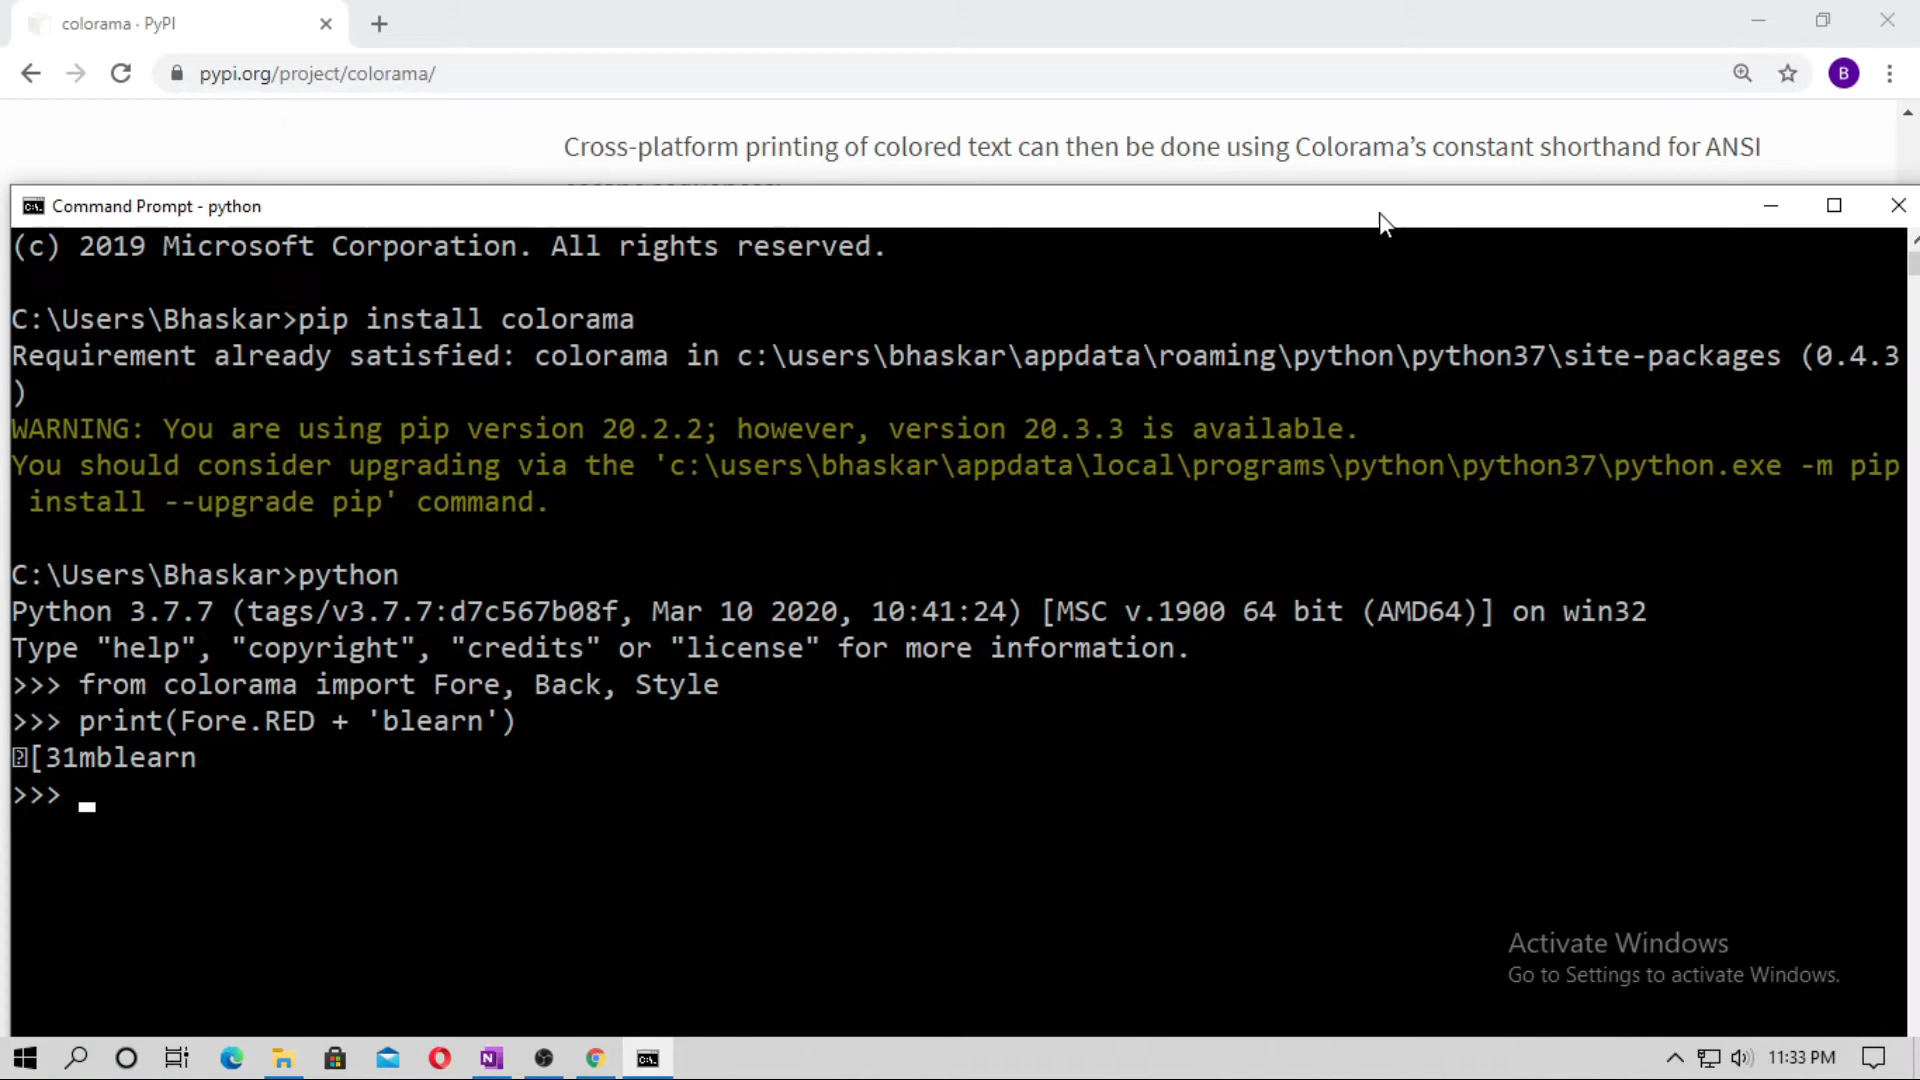 colorama · PyPI
pypi.org/project/colorama/
B
Cross-platform printing of colored text can then be done using Colorama’s constant shorthand for ANSI
Command Prompt - python
(c) 2019 Microsoft Corporation. All rights reserved.
C:\Users\Bhaskar>pip install colorama
Requirement already satisfied: colorama in c:\users\bhaskar\appdata\roaming\python\python37\site-packages (0.4.3
)
WARNING: You are using pip version 20.2.2; however, version 20.3.3 is available.
You should consider upgrading via the 'c:\users\bhaskar\appdata\local\programs\python\python37\python.exe -m pip
 install --upgrade pip' command.
C:\Users\Bhaskar>python
Python 3.7.7 (tags/v3.7.7:d7c567b08f, Mar 10 2020, 10:41:24) [MSC v.1900 64 bit (AMD64)] on win32
Type "help", "copyright", "credits" or "license" for more information.
>>> from colorama import Fore, Back, Style
>>> print(Fore.RED + 'blearn')
[31mblearn
>>>
Activate Windows
Go to Settings to activate Windows.
11:33 PM